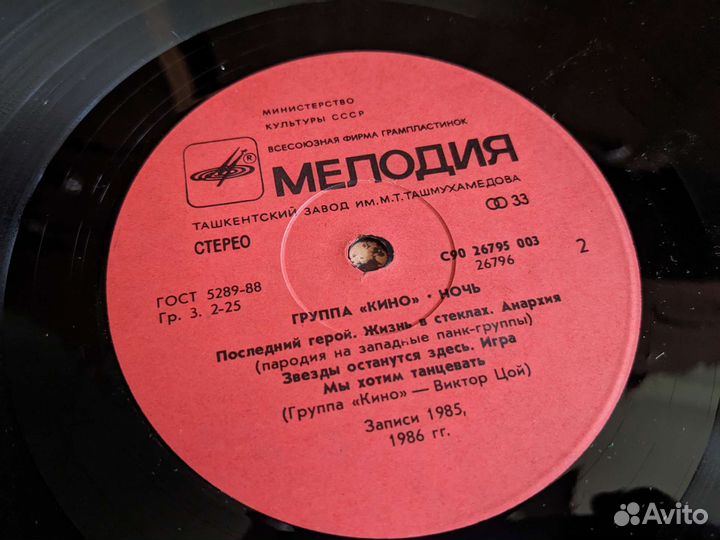 МИНИСТЕРСТВО
КУЛЬТУРЫ СССР
ВСЕСОЮЗНАЯ ФИРМА ГРАМПЛАСТИНОК
®
МЕЛОДИЯ
ТАШКЕНТСКИЙ ЗАВОД ИМ.М.Т.ТАШМУХАМЕДОВА
СТЕРЕО
33
С90 26795 003
26796
2
ГОСТ 5289-88
Гр. 3. 2-25
ГРУППА «КИНО» · НОЧЬ
Последний герой. Жизнь в стеклах. Анархия
(пародия на западные панк-группы)
Звезды останутся здесь. Игра
Мы хотим танцевать
(Группа «Кино» — Виктор Цой)
Записи 1985,
1986 гг.
Avito